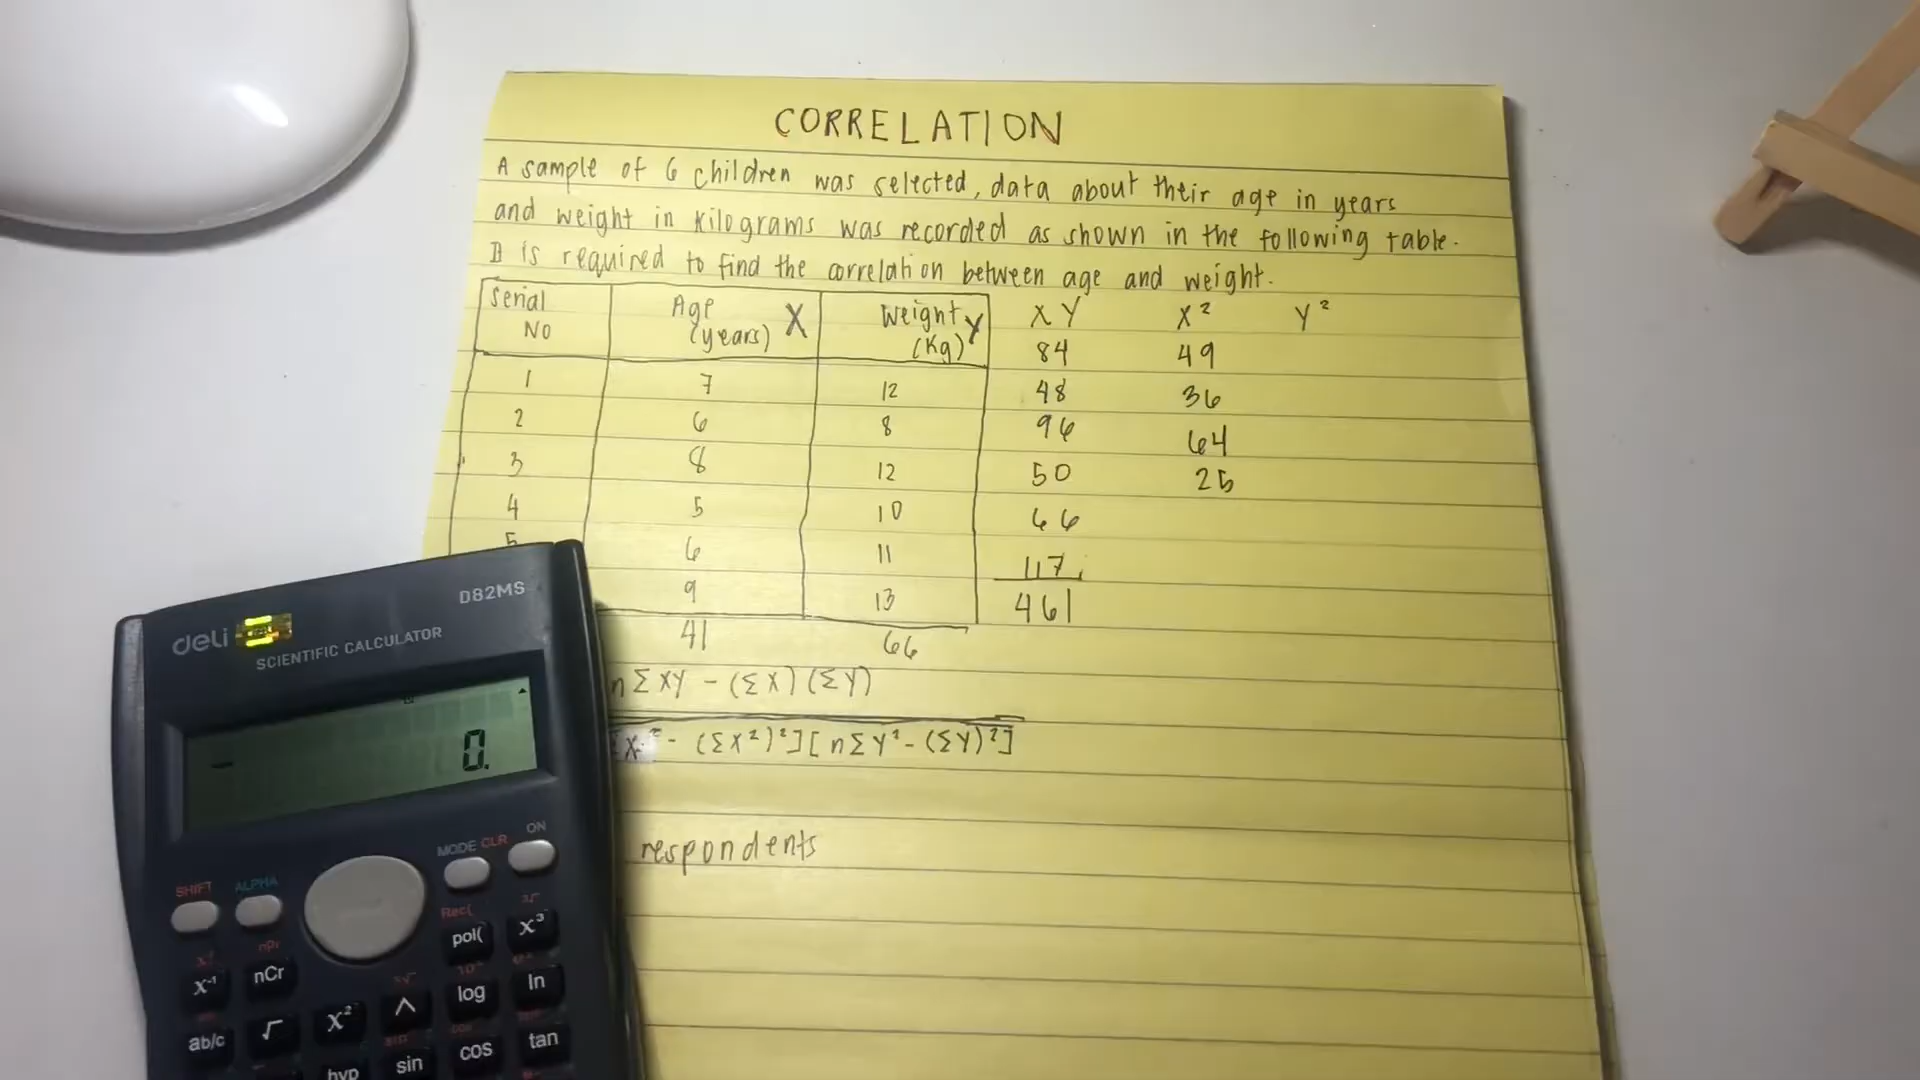 CORRELATION
A sample of 6 children was selected, data about their age in years
and weight in kilograms was recorded as shown in the following table.
It is required to find the correlation between age and weight.
Serial No Age (years) X Weight (Kg) Y XY X² Y²
84 49
1 7 12 48 36
2 6 8 96 64
3 8 12 50 25
4 5 10 66
5 6 11 117
9 13 461
41 66
n Σ XY - (Σ X) (Σ Y)
ΣX² - (ΣX²)²][nΣY² - (ΣY)²]
respondents
deli D82MS
SCIENTIFIC CALCULATOR
- 0.
MODE CLR ON
SHIFT ALPHA
Rec(
x⁻¹ nCr nPr pol( x³
ab/c √ x² ^ log ln
hyp sin cos tan